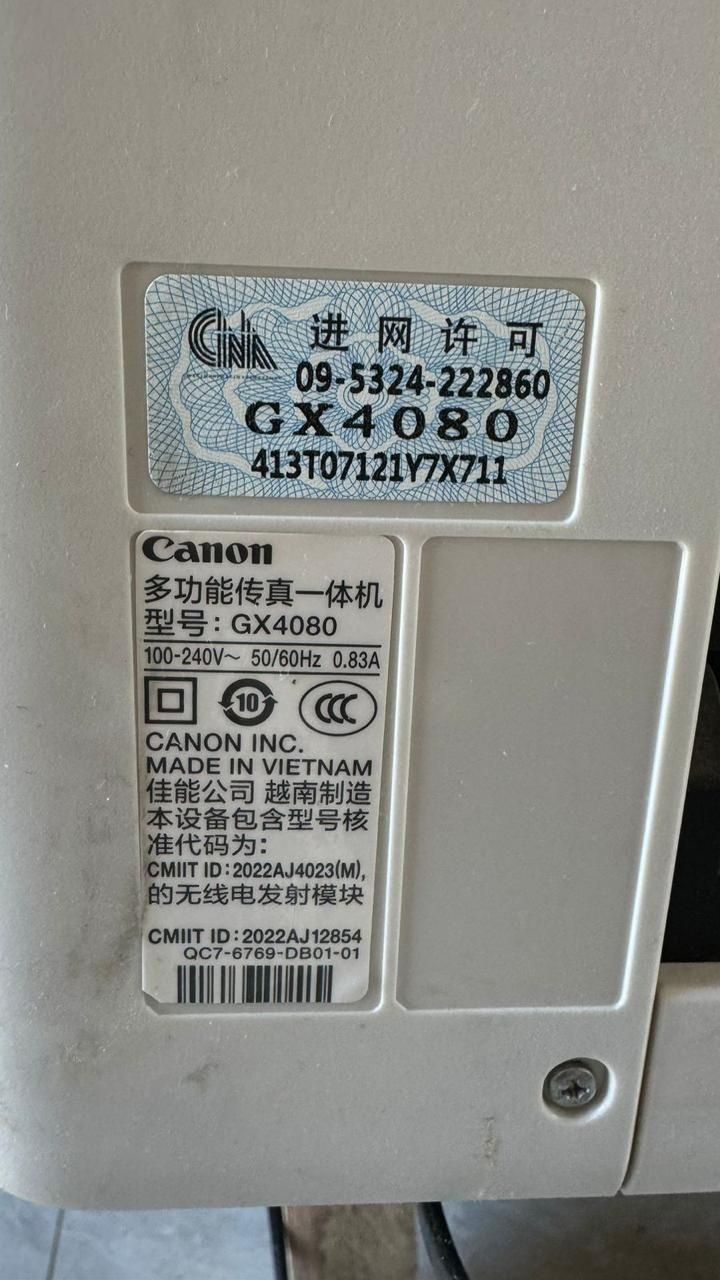 CNA 进网许可
09-5324-222860
GX4080
413T07121Y7X711
Canon
多功能传真一体机
型号：GX4080
100-240V～ 50/60Hz 0.83A
10 CCC
CANON INC.
MADE IN VIETNAM
佳能公司 越南制造
本设备包含型号核
准代码为：
CMIIT ID：2022AJ4023(M),
的无线电发射模块
CMIIT ID：2022AJ12854
QC7-6769-DB01-01